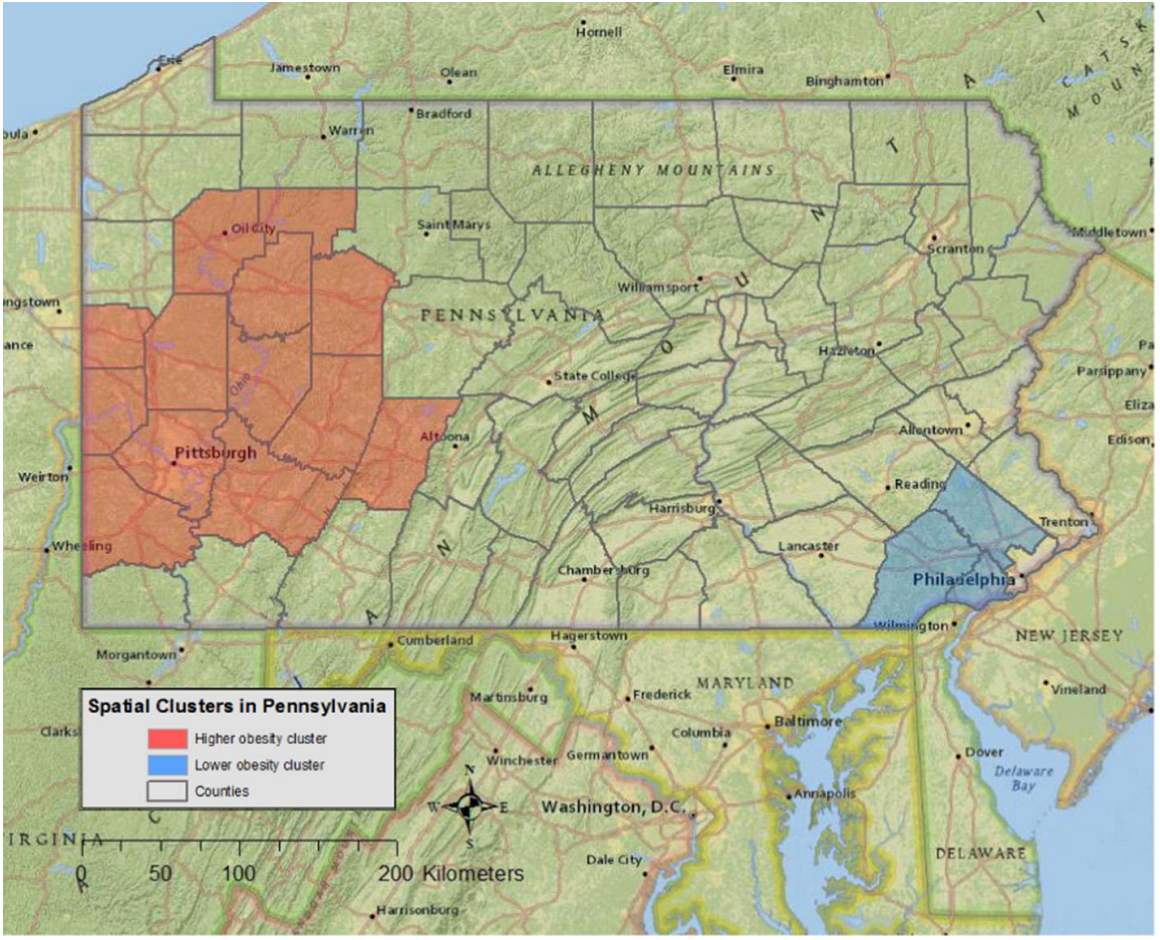 Hornell
Erie
Jamestown
Olean
Elmira
Binghamton
CATSK
MOUN
bula
Warren
Bradford
ALLEGHENY MOUNTAINS
Oil City
Saint Marys
Scranton
Middletown
ngstown
Williamsport
PENNSYLVANIA
ance
Hazleton
Pa
Parsippany
Ohio
State College
Eliza
Altoona
Allentown
Edison
Pittsburgh
Weirton
Reading
Harrisburg
Trenton
Wheeling
Lancaster
Chambersburg
Philadelphia
A N M O U N T A I
Wilmington
Cumberland
Hagerstown
NEW JERSEY
Morgantown
MARYLAND
Martinsburg
Frederick
Vineland
Spatial Clusters in Pennsylvania
Higher obesity cluster
Lower obesity cluster
Counties
Clarks
Columbia
Baltimore
Winchester
Germantown
Dover
Delaware
Bay
N
W E
S
Washington, D.C.
Annapolis
C
A
VIRGINIA
DELAWARE
Dale City
0 50 100 200 Kilometers
Harrisonburg